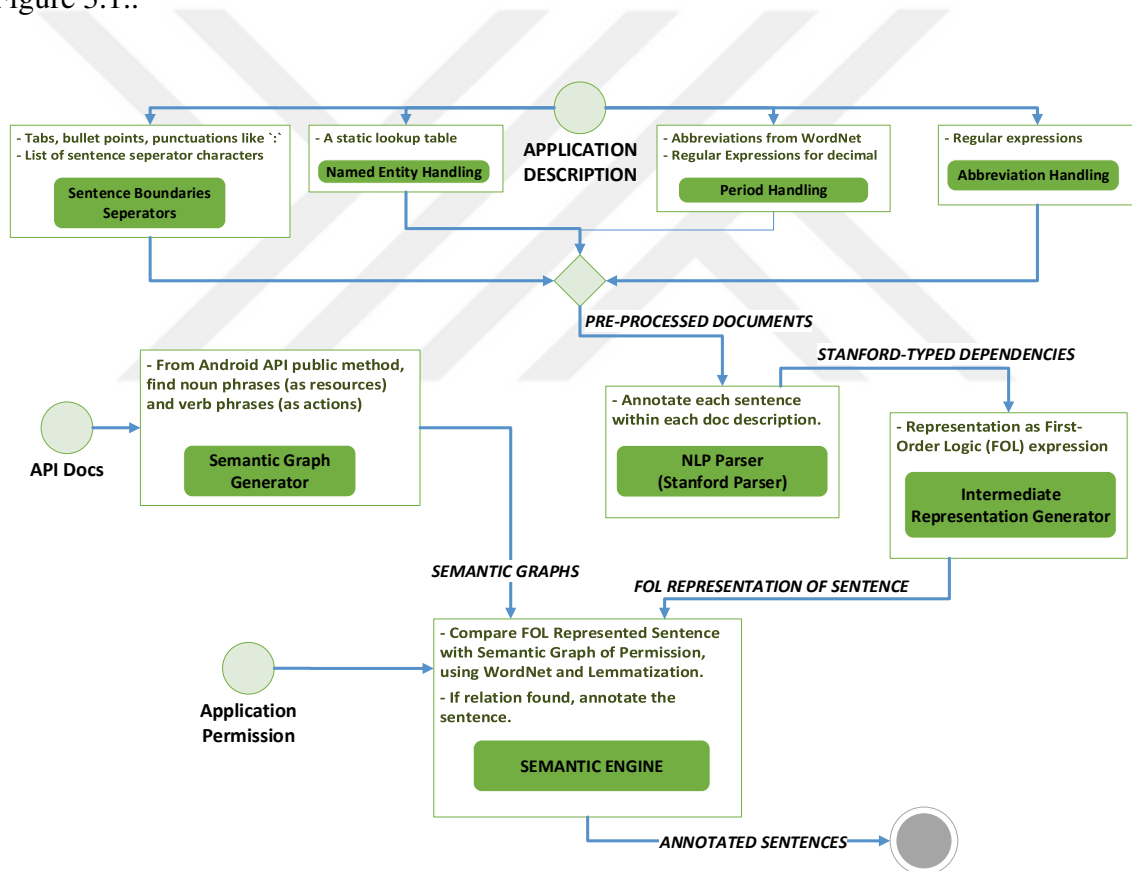 Figure 3.1..
- Tabs, bullet points, punctuations like `:`
- List of sentence seperator characters
Sentence Boundaries
Seperators
- A static lookup table
Named Entity Handling
APPLICATION
DESCRIPTION
- Abbreviations from WordNet
- Regular Expressions for decimal
Period Handling
- Regular expressions
Abbreviation Handling
PRE-PROCESSED DOCUMENTS
STANFORD-TYPED DEPENDENCIES
API Docs
- From Android API public method,
find noun phrases (as resources)
and verb phrases (as actions)
Semantic Graph
Generator
- Annotate each sentence
within each doc description.
NLP Parser
(Stanford Parser)
- Representation as First-
Order Logic (FOL) expression
Intermediate
Representation Generator
SEMANTIC GRAPHS
FOL REPRESENTATION OF SENTENCE
Application
Permission
- Compare FOL Represented Sentence
with Semantic Graph of Permission,
using WordNet and Lemmatization.
- If relation found, annotate the
sentence.
SEMANTIC ENGINE
ANNOTATED SENTENCES